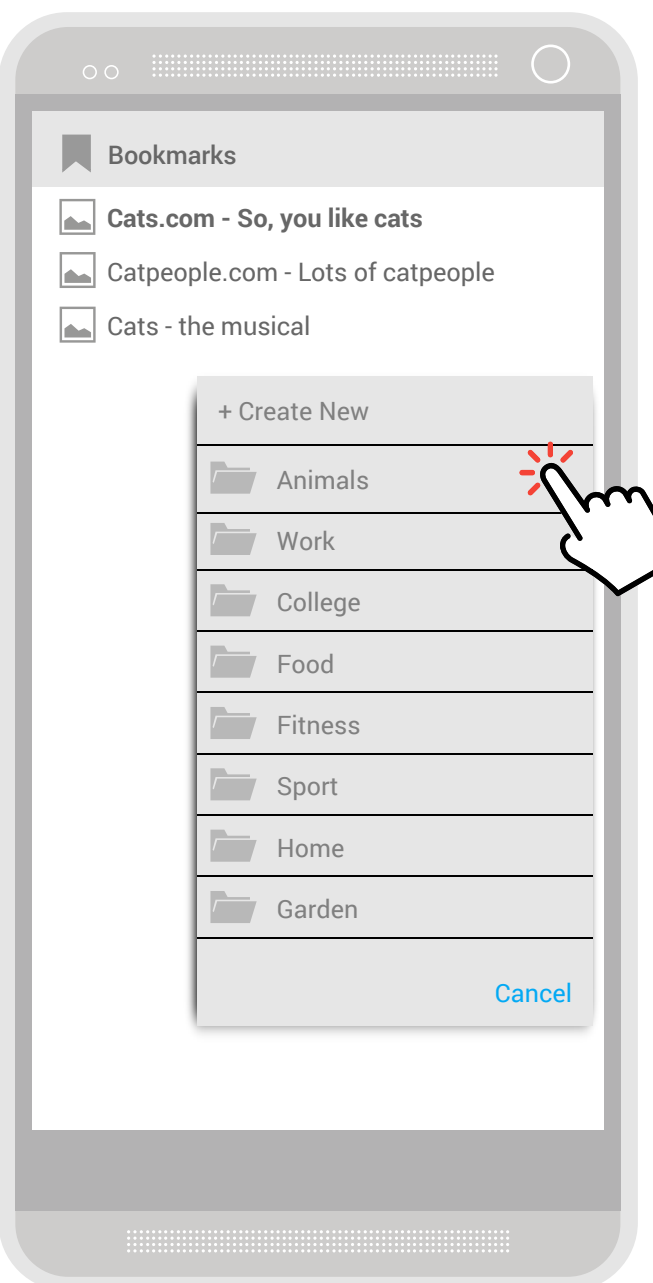 Bookmarks
Cats.com - So, you like cats
Catpeople.com - Lots of catpeople
Cats - the musical
+ Create New
Animals
Work
College
Food
Fitness
Sport
Home
Garden
Cancel